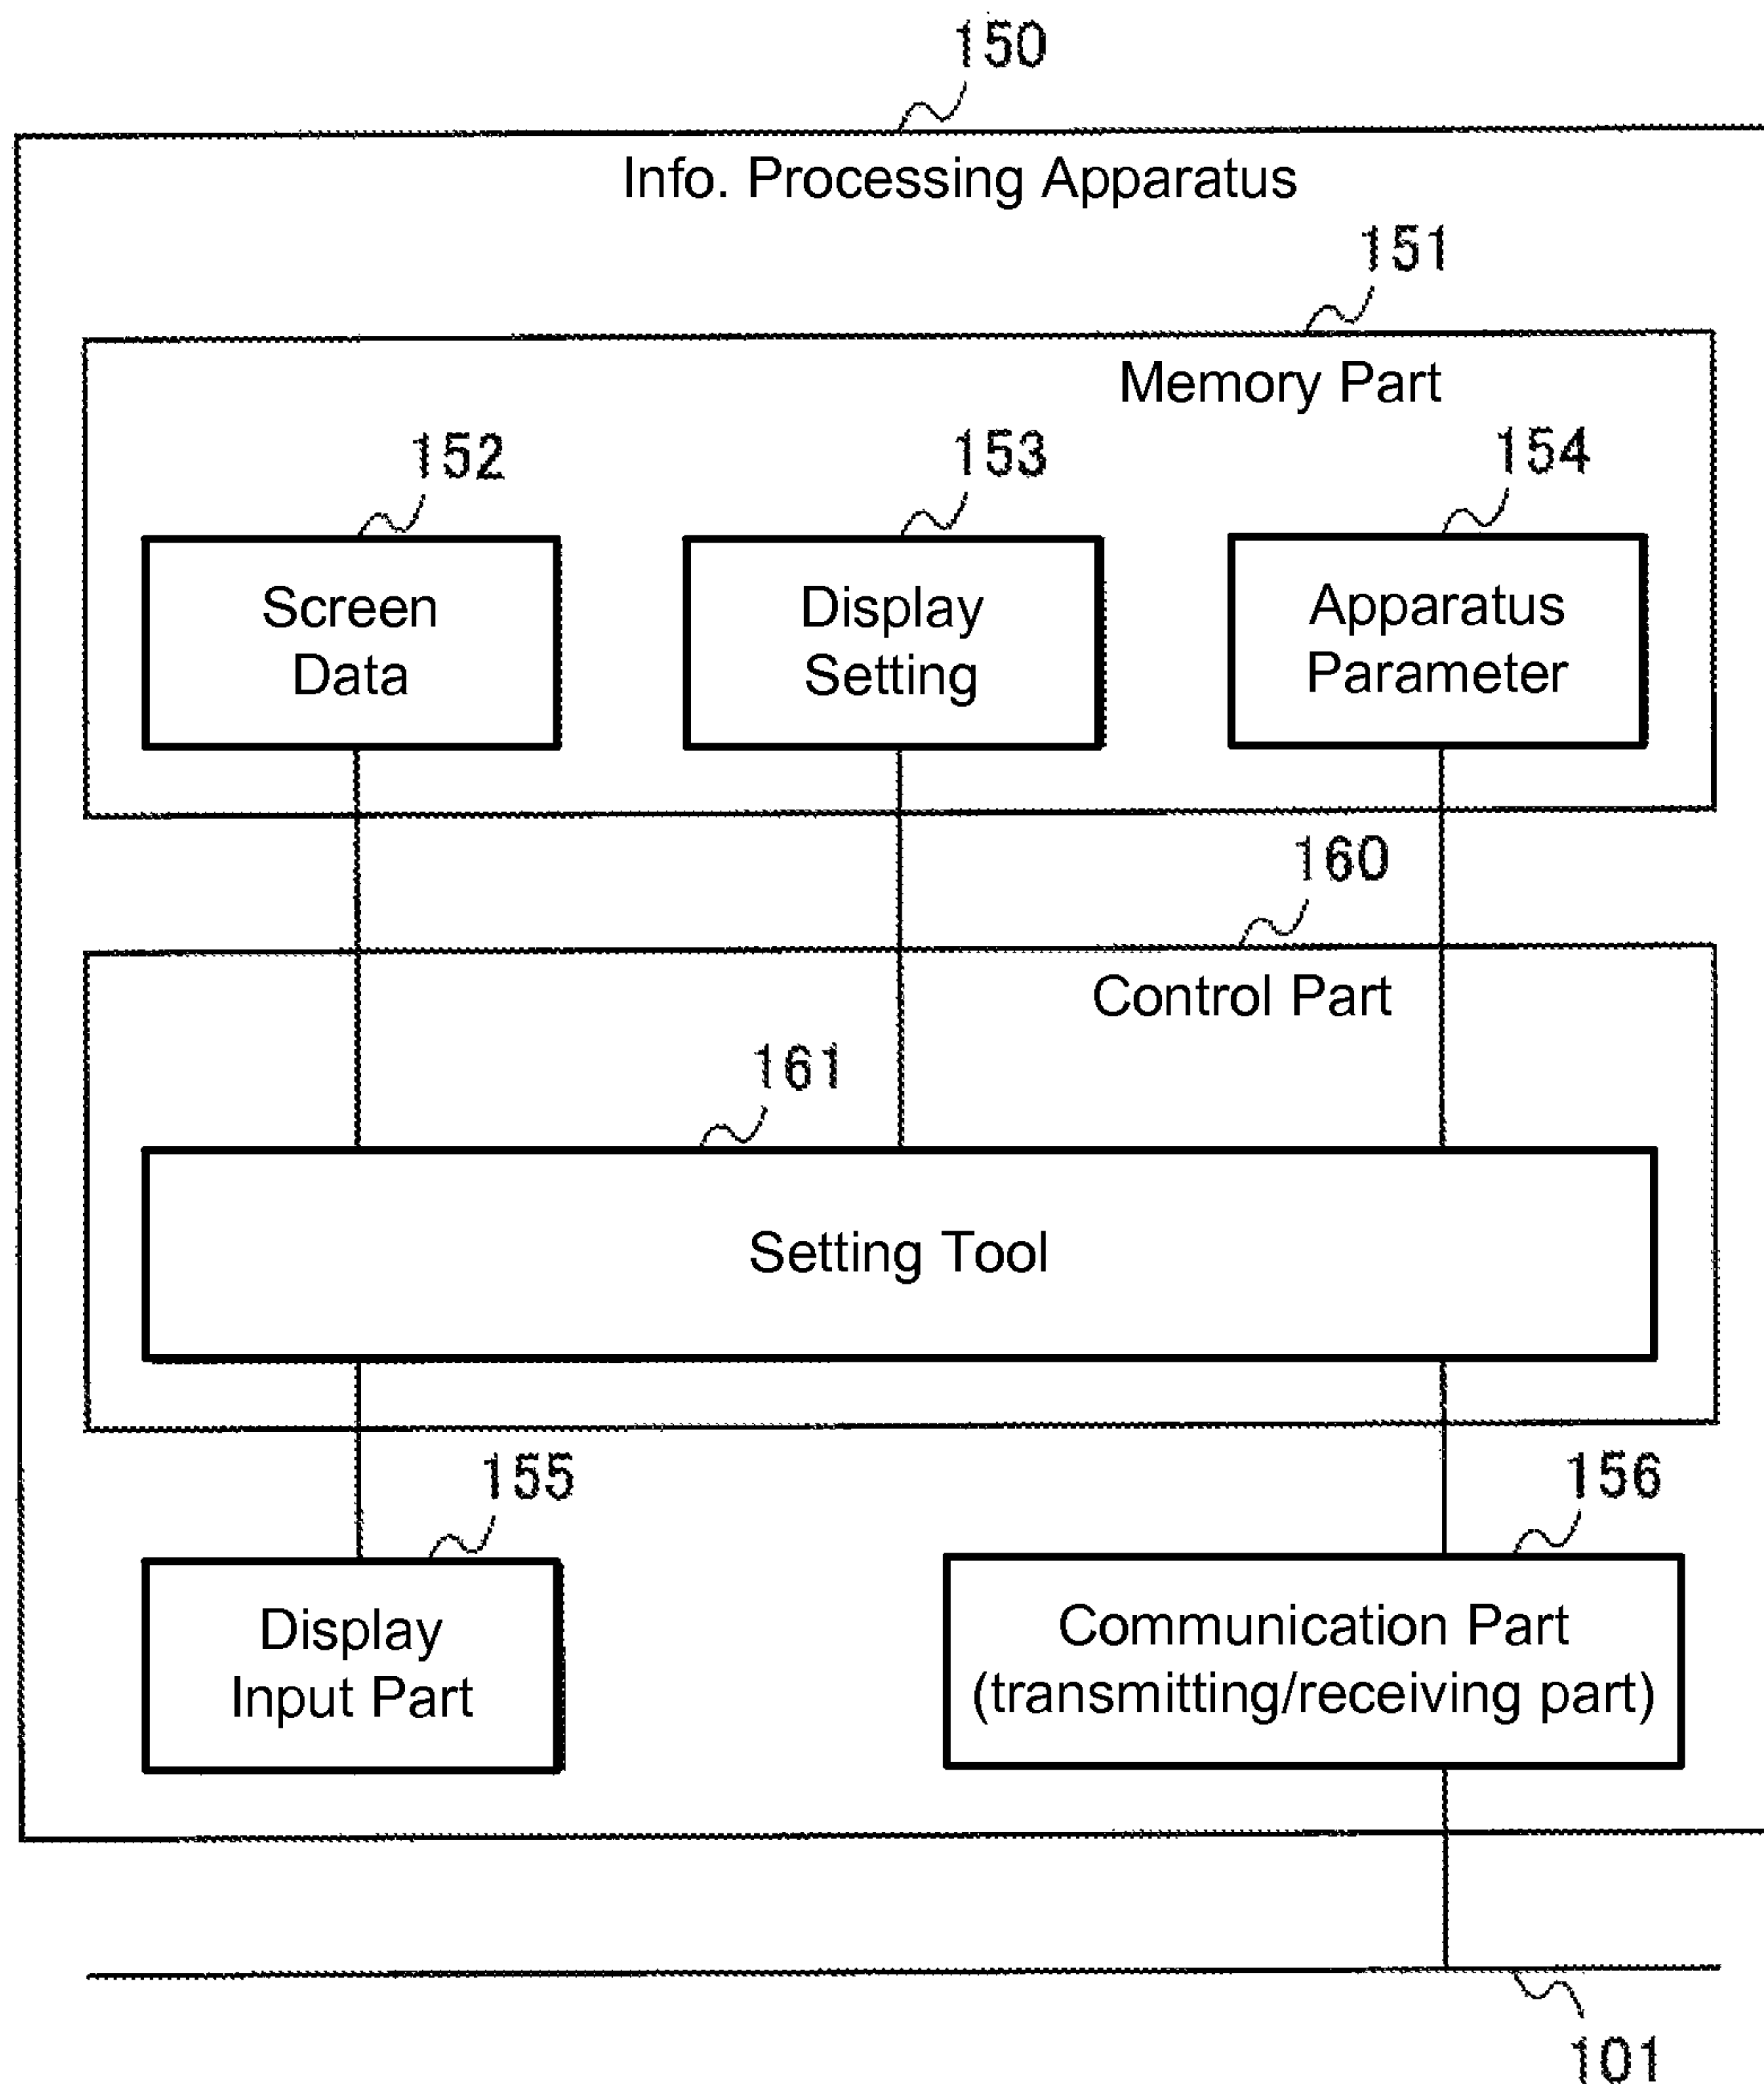 150
Info. Processing Apparatus
151
Memory Part
152
153
154
Screen
Data
Display
Setting
Apparatus
Parameter
160
Control Part
161
Setting Tool
155
156
Display
Input Part
Communication Part
(transmitting/receiving part)
101